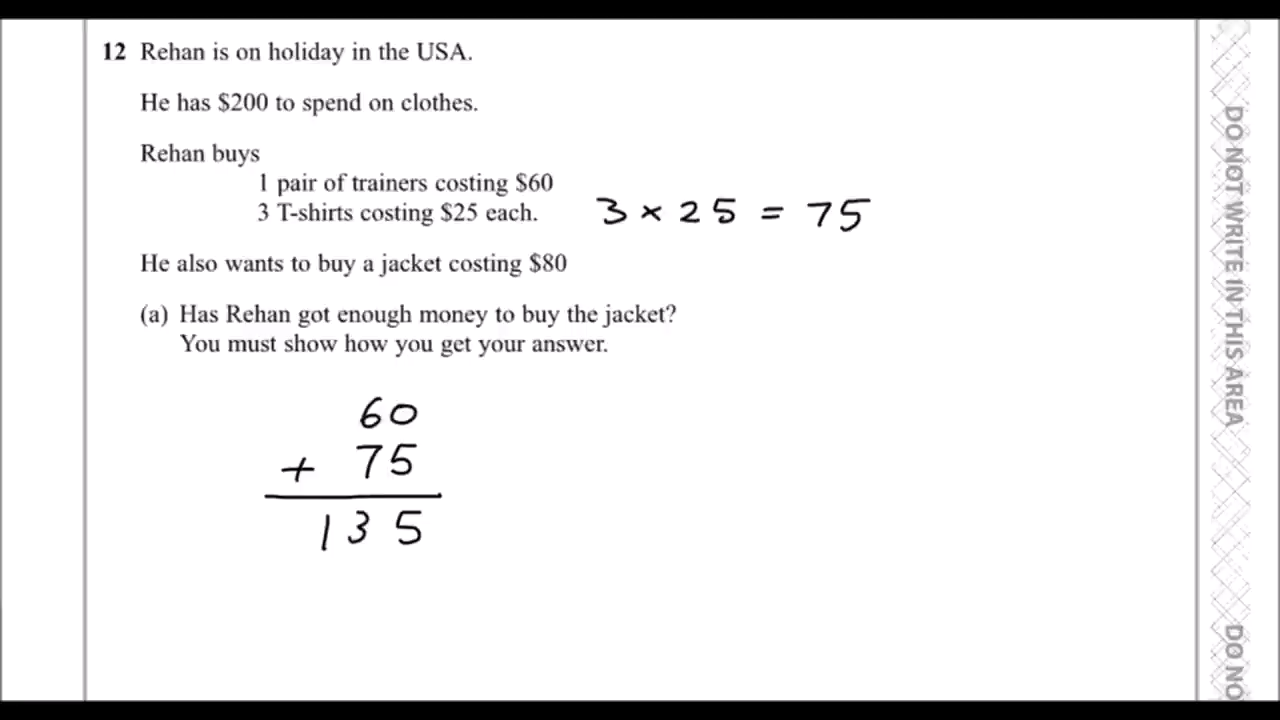 12 Rehan is on holiday in the USA.
He has $200 to spend on clothes.
Rehan buys
1 pair of trainers costing $60
3 T-shirts costing $25 each.
3 × 25 = 75
He also wants to buy a jacket costing $80
(a) Has Rehan got enough money to buy the jacket?
You must show how you get your answer.
60
+ 75
135
DO NOT WRITE IN THIS AREA
DO NO